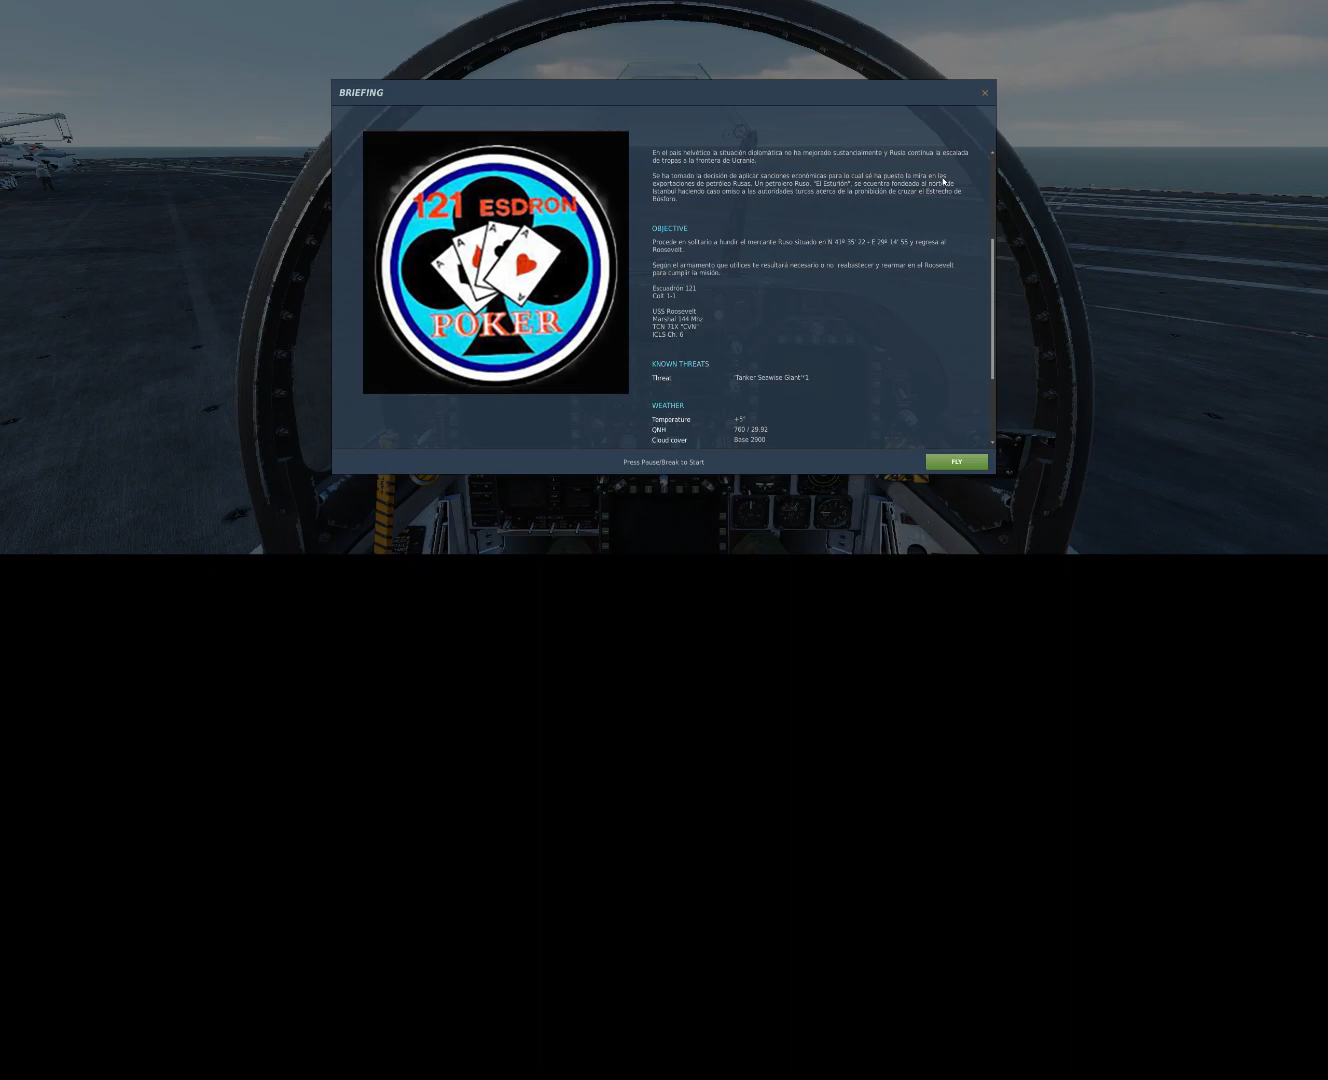 BRIEFING
121 ESDRON
POKER
En el país helvético la situación diplomática no ha mejorado sustancialmente y Rusia continua la escalada
de tropas a la frontera de Ucrania.
Se ha tomado la decisión de aplicar sanciones económicas para lo cual sé ha puesto la mira en les
exportaciones de petróleo Rusas. Un petrolero Ruso, "El Esturión", se ecuentra fondeado al norte de
Istanbul haciendo caso omiso a las autoridades turcas acerca de la prohibición de cruzar el Estrecho de
Bósforo.
OBJECTIVE
Procede en solitario a hundir el mercante Ruso situado en N 41º 35' 22 - E 29º 14' 55 y regresa al
Roosevelt.
Según el armamento que utilices te resultará necesario o no reabastecer y rearmar en el Roosevelt
para cumplir la misión.
Escuadrón 121
Colt 1-1
USS Roosevelt
Marshal 144 Mhz
TCN 71X "CVN"
ICLS Ch. 6
KNOWN THREATS
Threat 'Tanker Seawise Giant'*1
WEATHER
Temperature +5°
QNH 760 / 29.92
Cloud cover Base 2900
Press Pause/Break to Start
FLY